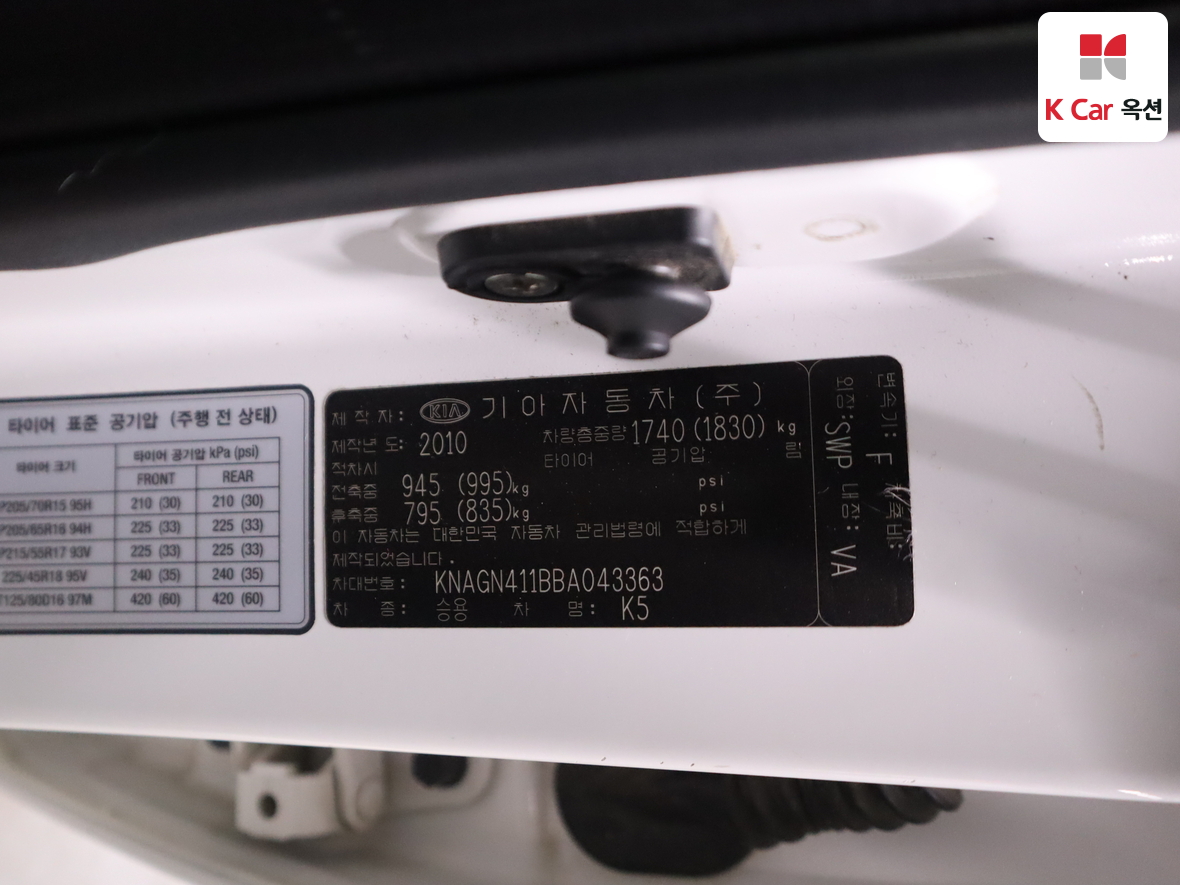 K Car 옥션
타이어 표준 공기압 (주행 전 상태)
타이어 크기
타이어 공기압 kPa (psi)
FRONT REAR
P205/70R15 95H 210 (30) 210 (30)
P205/65R16 94H 225 (33) 225 (33)
P215/55R17 93V 225 (33) 225 (33)
225/45R18 95V 240 (35) 240 (35)
T125/80D16 97M 420 (60) 420 (60)
제 작 자 : KIA 기 아 자 동 차 ( 주 )
제작년 도: 2010 차량총중량 1740 (1830) kg
적차시 타이어 공기압 림
전축중 945 (995)kg psi
후축중 795 (835)kg psi
이 자동차는 대한민국 자동차 관리법령에 적합하게
제작되었습니다.
차대번호: KNAGN411BBA043363
차 종: 승용 차 명: K5
변속기: F
외장:SWP 내장: VA